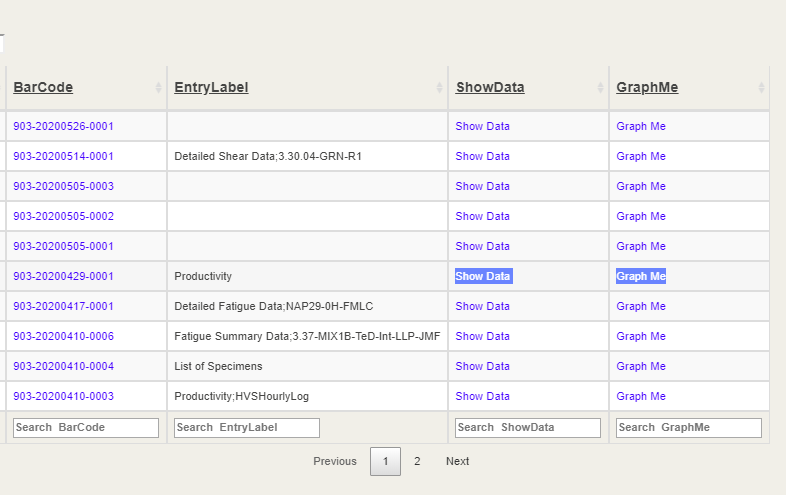 BarCode EntryLabel ShowData GraphMe
903-20200526-0001 Show Data Graph Me
903-20200514-0001 Detailed Shear Data;3.30.04-GRN-R1 Show Data Graph Me
903-20200505-0003 Show Data Graph Me
903-20200505-0002 Show Data Graph Me
903-20200505-0001 Show Data Graph Me
903-20200429-0001 Productivity Show Data Graph Me
903-20200417-0001 Detailed Fatigue Data;NAP29-0H-FMLC Show Data Graph Me
903-20200410-0006 Fatigue Summary Data;3.37-MIX1B-TeD-Int-LLP-JMF Show Data Graph Me
903-20200410-0004 List of Specimens Show Data Graph Me
903-20200410-0003 Productivity;HVSHourlyLog Show Data Graph Me
Search BarCode Search EntryLabel Search ShowData Search GraphMe
Previous 1 2 Next